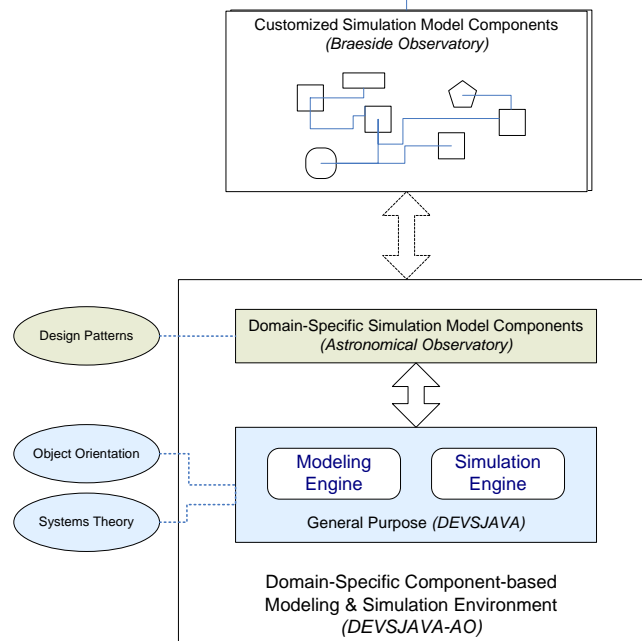 Customized Simulation Model Components
(Braeside Observatory)
Design Patterns
Domain-Specific Simulation Model Components
(Astronomical Observatory)
Object Orientation
Systems Theory
Modeling
Engine
Simulation
Engine
General Purpose (DEVSJAVA)
Domain-Specific Component-based
Modeling & Simulation Environment
(DEVSJAVA-AO)